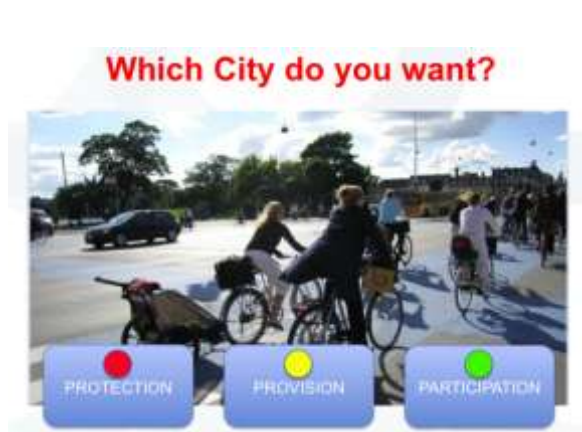 Which City do you want?
PROTECTION
PROVISION
PARTICIPATION